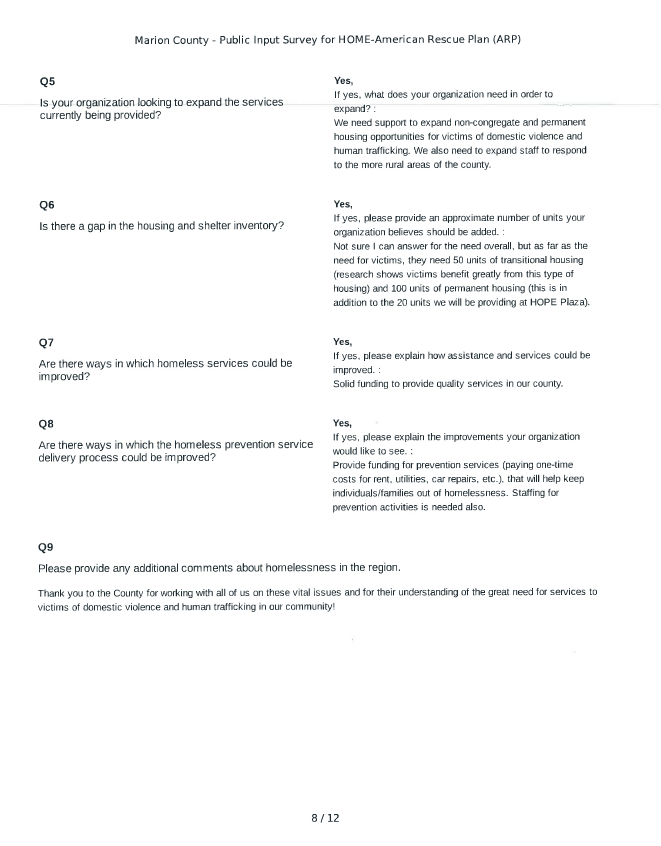 Marion County - Public Input Survey for HOME-American Rescue Plan (ARP)
Q5
Is your organization looking to expand the services
currently being provided?
Yes,
If yes, what does your organization need in order to
expand? :
We need support to expand non-congregate and permanent
housing opportunities for victims of domestic violence and
human trafficking. We also need to expand staff to respond
to the more rural areas of the county.
Q6
Is there a gap in the housing and shelter inventory?
Yes,
If yes, please provide an approximate number of units your
organization believes should be added. :
Not sure I can answer for the need overall, but as far as the
need for victims, they need 50 units of transitional housing
(research shows victims benefit greatly from this type of
housing) and 100 units of permanent housing (this is in
addition to the 20 units we will be providing at HOPE Plaza).
Q7
Are there ways in which homeless services could be
improved?
Yes,
If yes, please explain how assistance and services could be
improved. :
Solid funding to provide quality services in our county.
Q8
Are there ways in which the homeless prevention service
delivery process could be improved?
Yes,
If yes, please explain the improvements your organization
would like to see. :
Provide funding for prevention services (paying one-time
costs for rent, utilities, car repairs, etc.), that will help keep
individuals/families out of homelessness. Staffing for
prevention activities is needed also.
Q9
Please provide any additional comments about homelessness in the region.
Thank you to the County for working with all of us on these vital issues and for their understanding of the great need for services to
victims of domestic violence and human trafficking in our community!
8 / 12